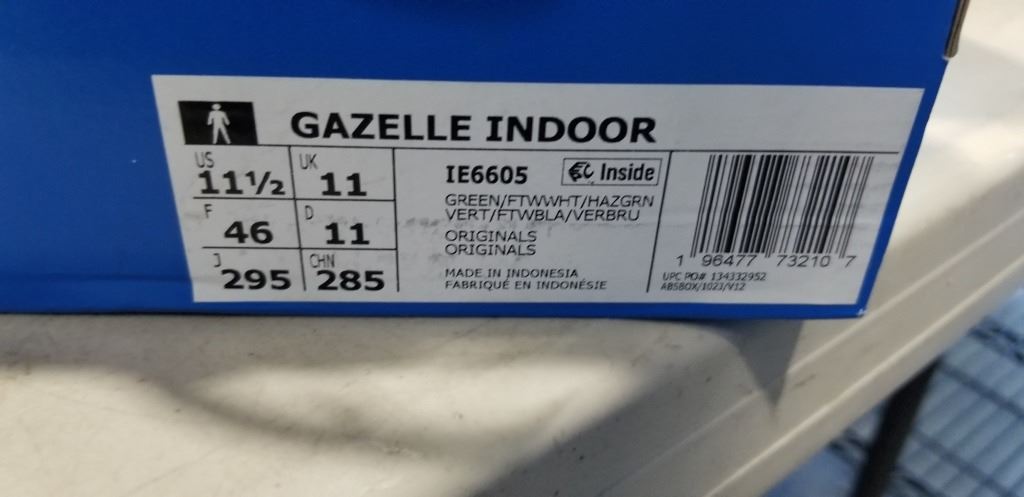 GAZELLE INDOOR
US 11½ UK 11
F 46 D 11
J 295 CHN 285
IE6605 EC Inside
GREEN/FTWWHT/HAZGRN
VERT/FTWBLA/VERBRU
ORIGINALS
ORIGINALS
MADE IN INDONESIA
FABRIQUÉ EN INDONÉSIE
1 96477 73210 7
UPC PO# 134332952
ABSBOX/1023/V12